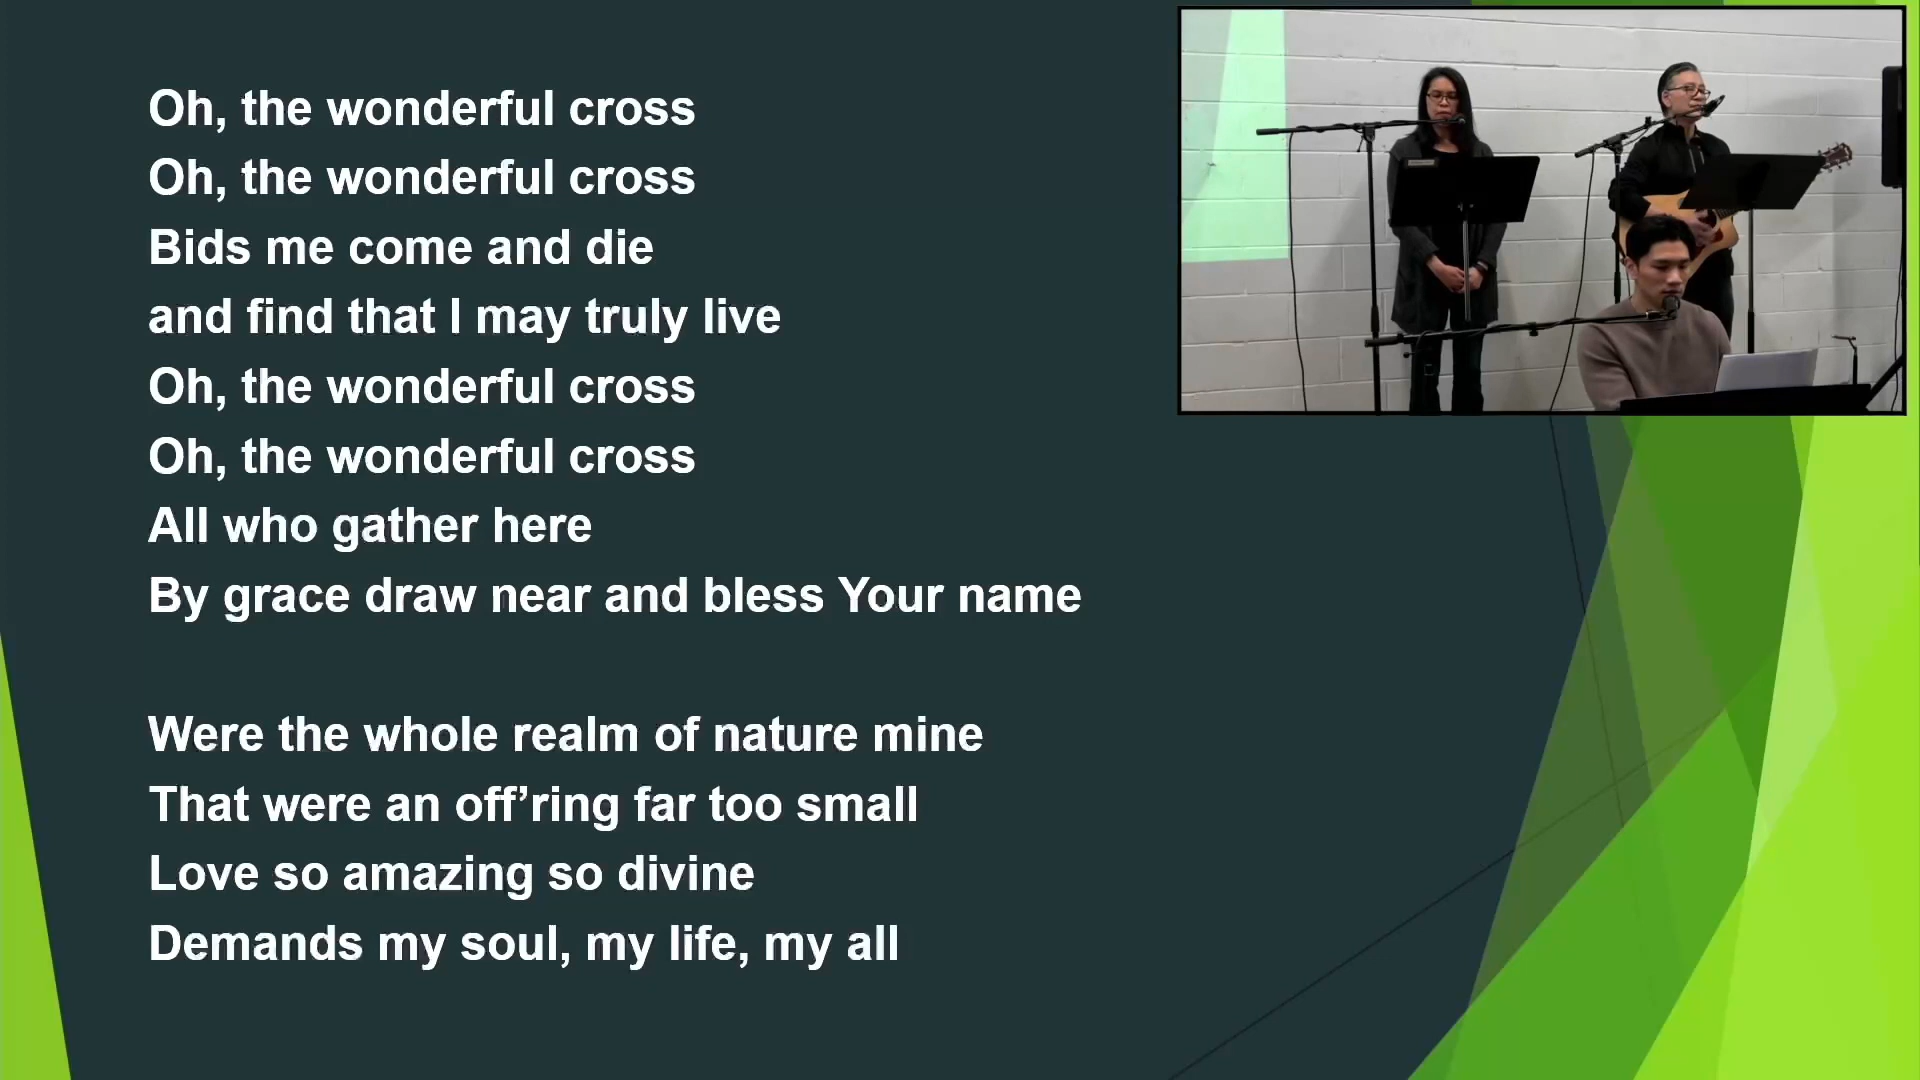 Oh, the wonderful cross
Oh, the wonderful cross
Bids me come and die
and find that I may truly live
Oh, the wonderful cross
Oh, the wonderful cross
All who gather here
By grace draw near and bless Your name
Were the whole realm of nature mine
That were an off’ring far too small
Love so amazing so divine
Demands my soul, my life, my all